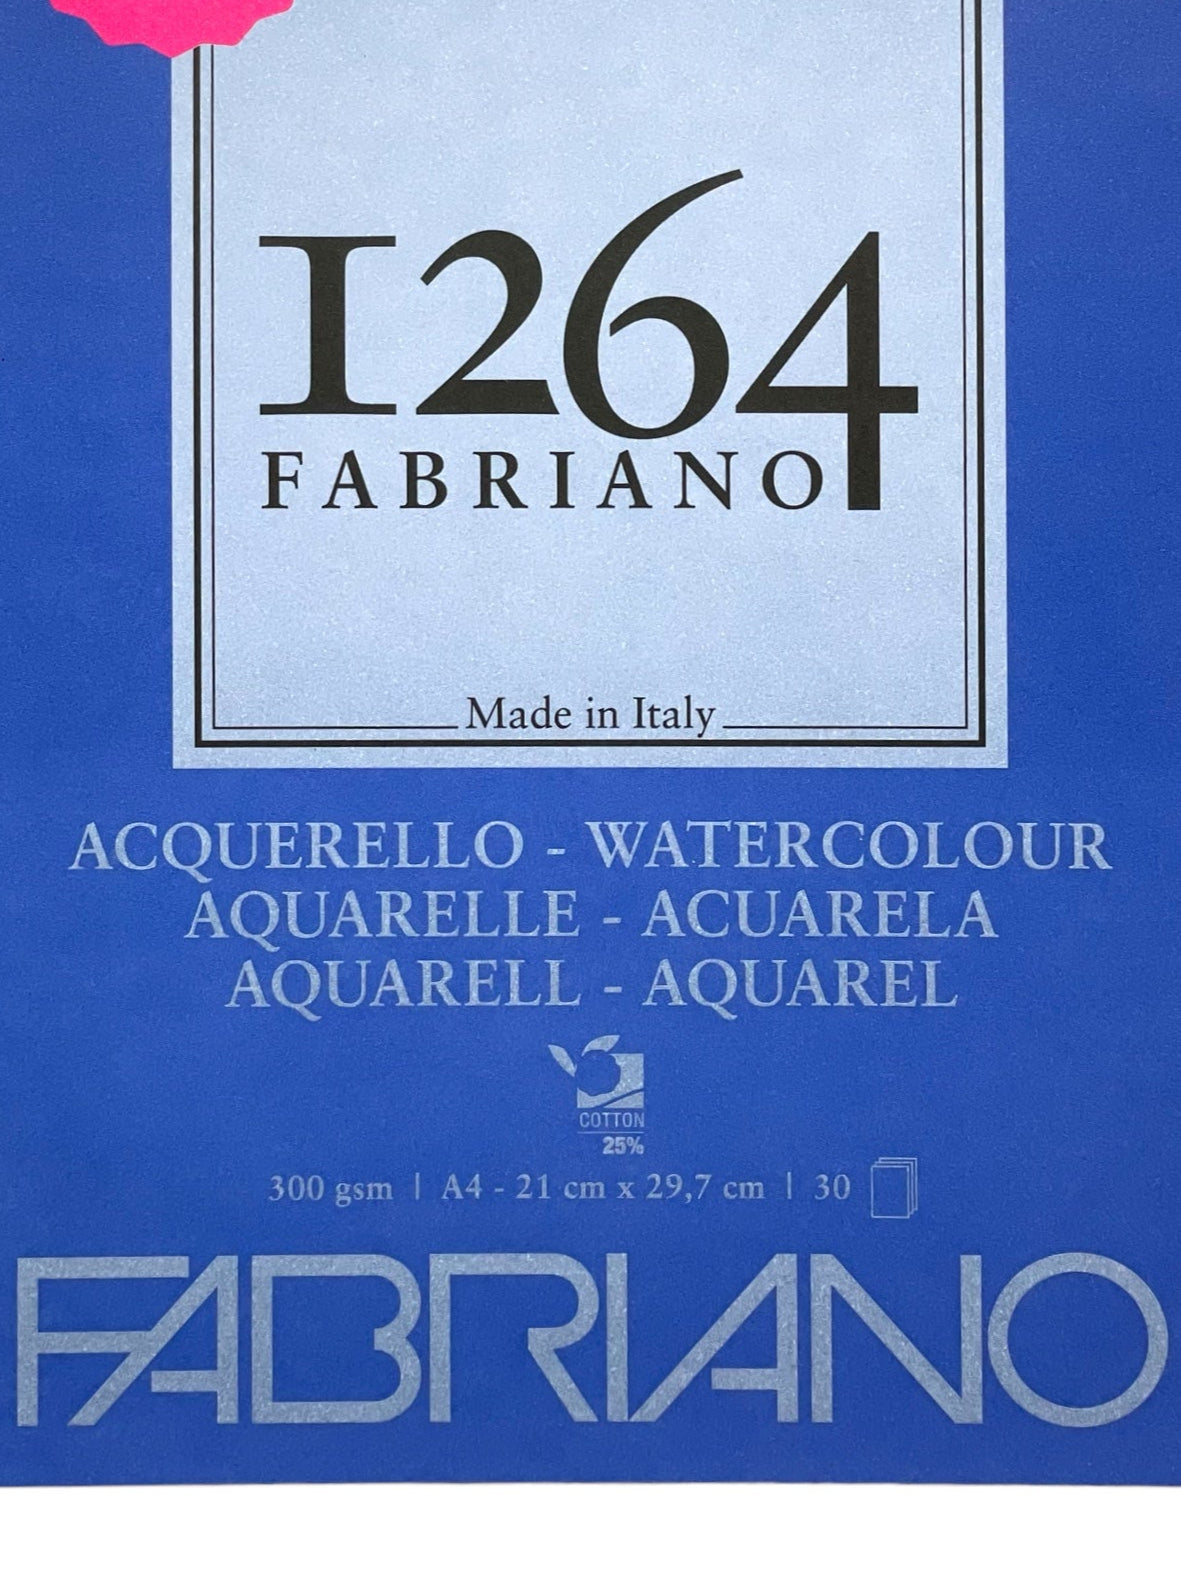 1264
FABRIANO
Made in Italy
ACQUERELLO - WATERCOLOUR
AQUARELLE - ACUARELA
AQUARELL - AQUAREL
COTTON
25%
300 gsm | A4 - 21 cm x 29,7 cm | 30
FABRIANO